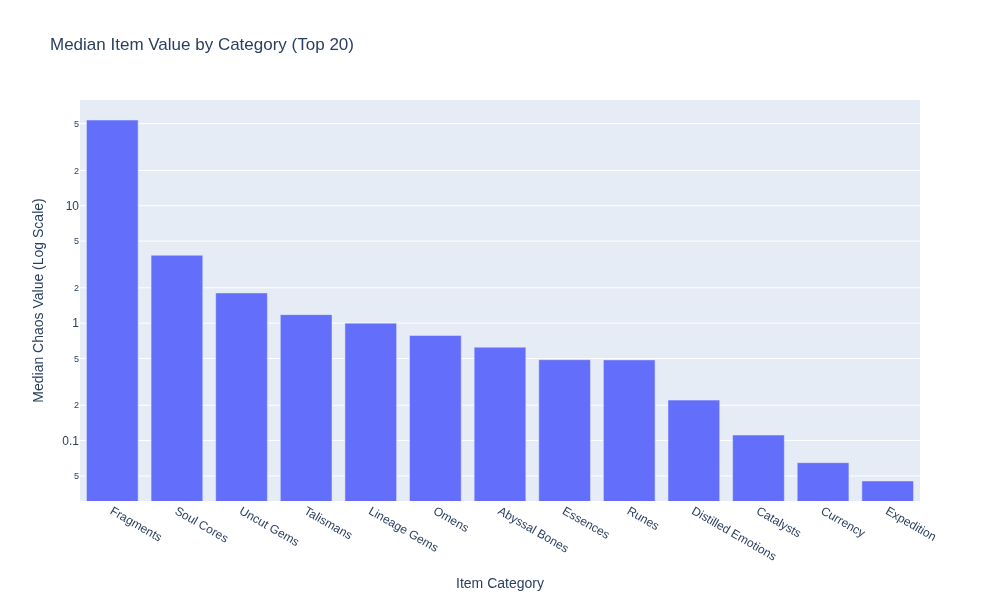 Median Item Value by Category (Top 20)
Median Chaos Value (Log Scale)
5
2
10
5
2
1
5
2
0.1
5
Fragments
Soul Cores
Uncut Gems
Talismans
Lineage Gems
Omens
Abyssal Bones
Essences
Runes
Distilled Emotions
Catalysts
Currency
Expedition
Item Category